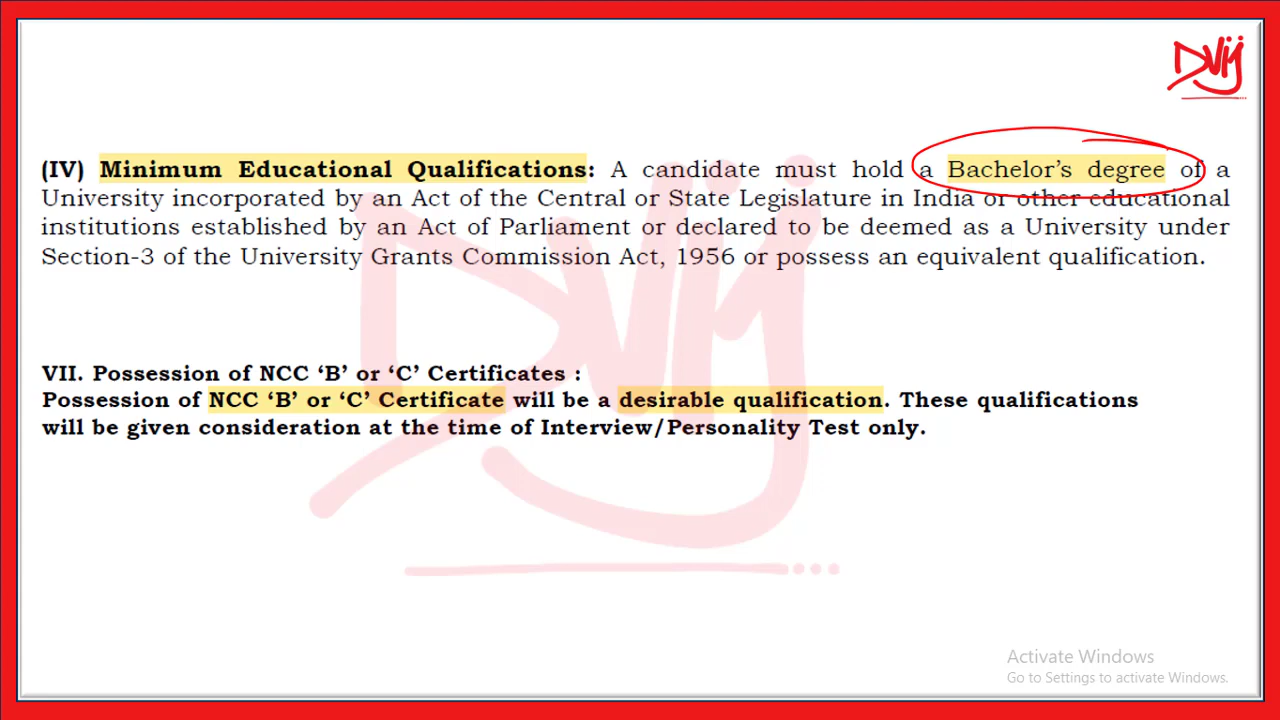 Dvij
(IV) Minimum Educational Qualifications: A candidate must hold a Bachelor’s degree of a
University incorporated by an Act of the Central or State Legislature in India or other educational
institutions established by an Act of Parliament or declared to be deemed as a University under
Section-3 of the University Grants Commission Act, 1956 or possess an equivalent qualification.
VII. Possession of NCC ‘B’ or ‘C’ Certificates :
Possession of NCC ‘B’ or ‘C’ Certificate will be a desirable qualification. These qualifications
will be given consideration at the time of Interview/Personality Test only.
Dvij
Activate Windows
Go to Settings to activate Windows.